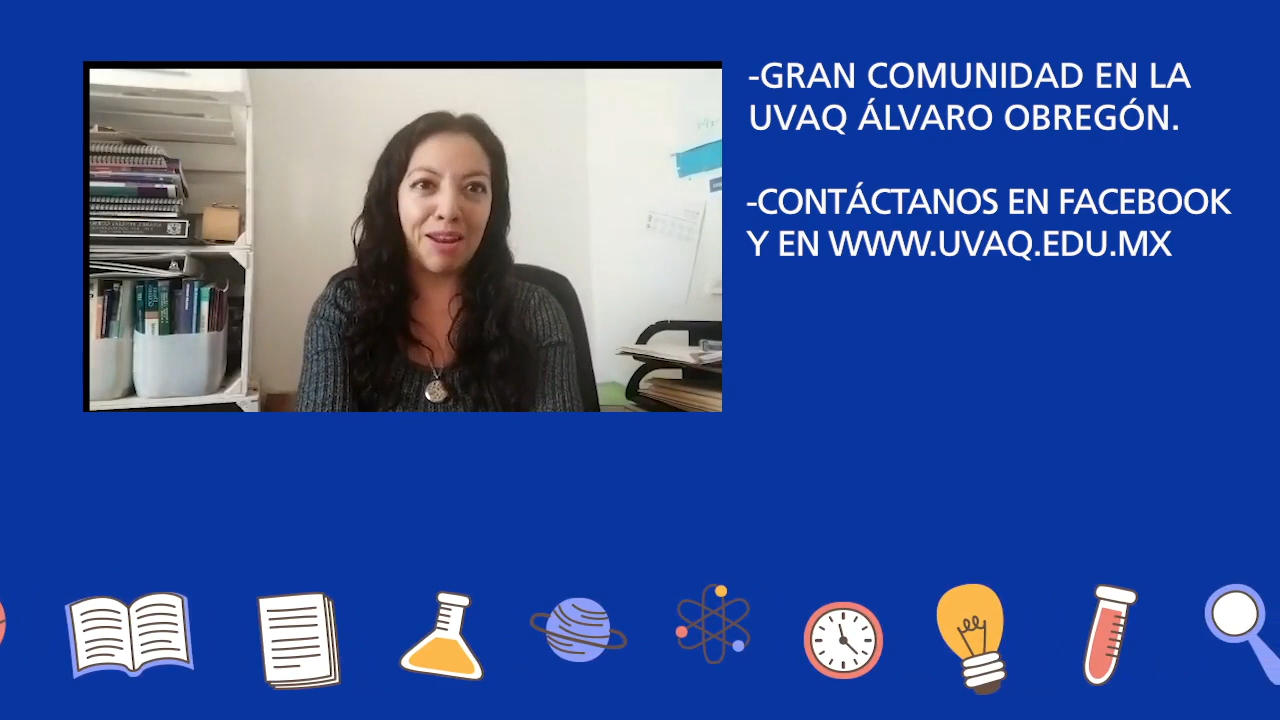 -GRAN COMUNIDAD EN LA
UVAQ ÁLVARO OBREGÓN.
-CONTÁCTANOS EN FACEBOOK
Y EN WWW.UVAQ.EDU.MX